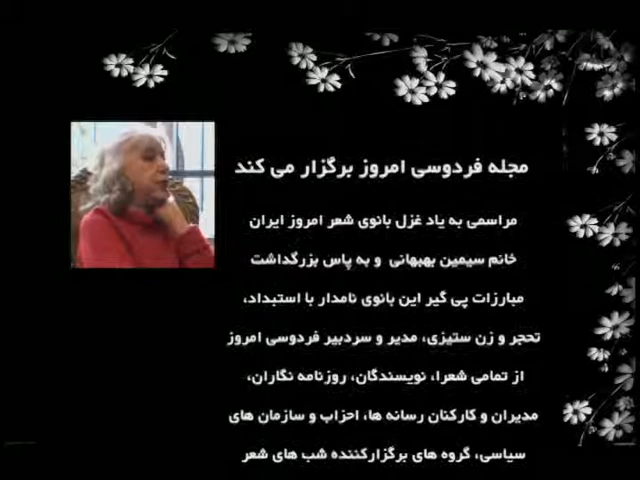 مجله فردوسی امروز برگزار می کند
مراسمی به یاد غزل بانوی شعر امروز ایران
خانم سیمین بهبهانی و به پاس بزرگداشت
مبارزات پی گیر این بانوی نامدار با استبداد،
تحجر و زن ستیزی، مدیر و سردبیر فردوسی امروز
از تمامی شعرا، نویسندگان، روزنامه نگاران،
مدیران و کارکنان رسانه ها، احزاب و سازمان های
سیاسی، گروه های برگزارکننده شب های شعر